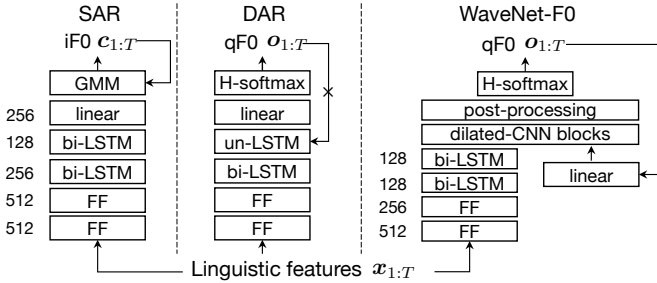 SAR
iF0 c1:T
GMM
256 linear
128 bi-LSTM
256 bi-LSTM
512 FF
512 FF
DAR
qF0 o1:T
H-softmax
linear
un-LSTM
bi-LSTM
FF
FF
WaveNet-F0
qF0 o1:T
H-softmax
post-processing
dilated-CNN blocks
128 bi-LSTM
128 bi-LSTM
linear
256 FF
512 FF
Linguistic features x1:T